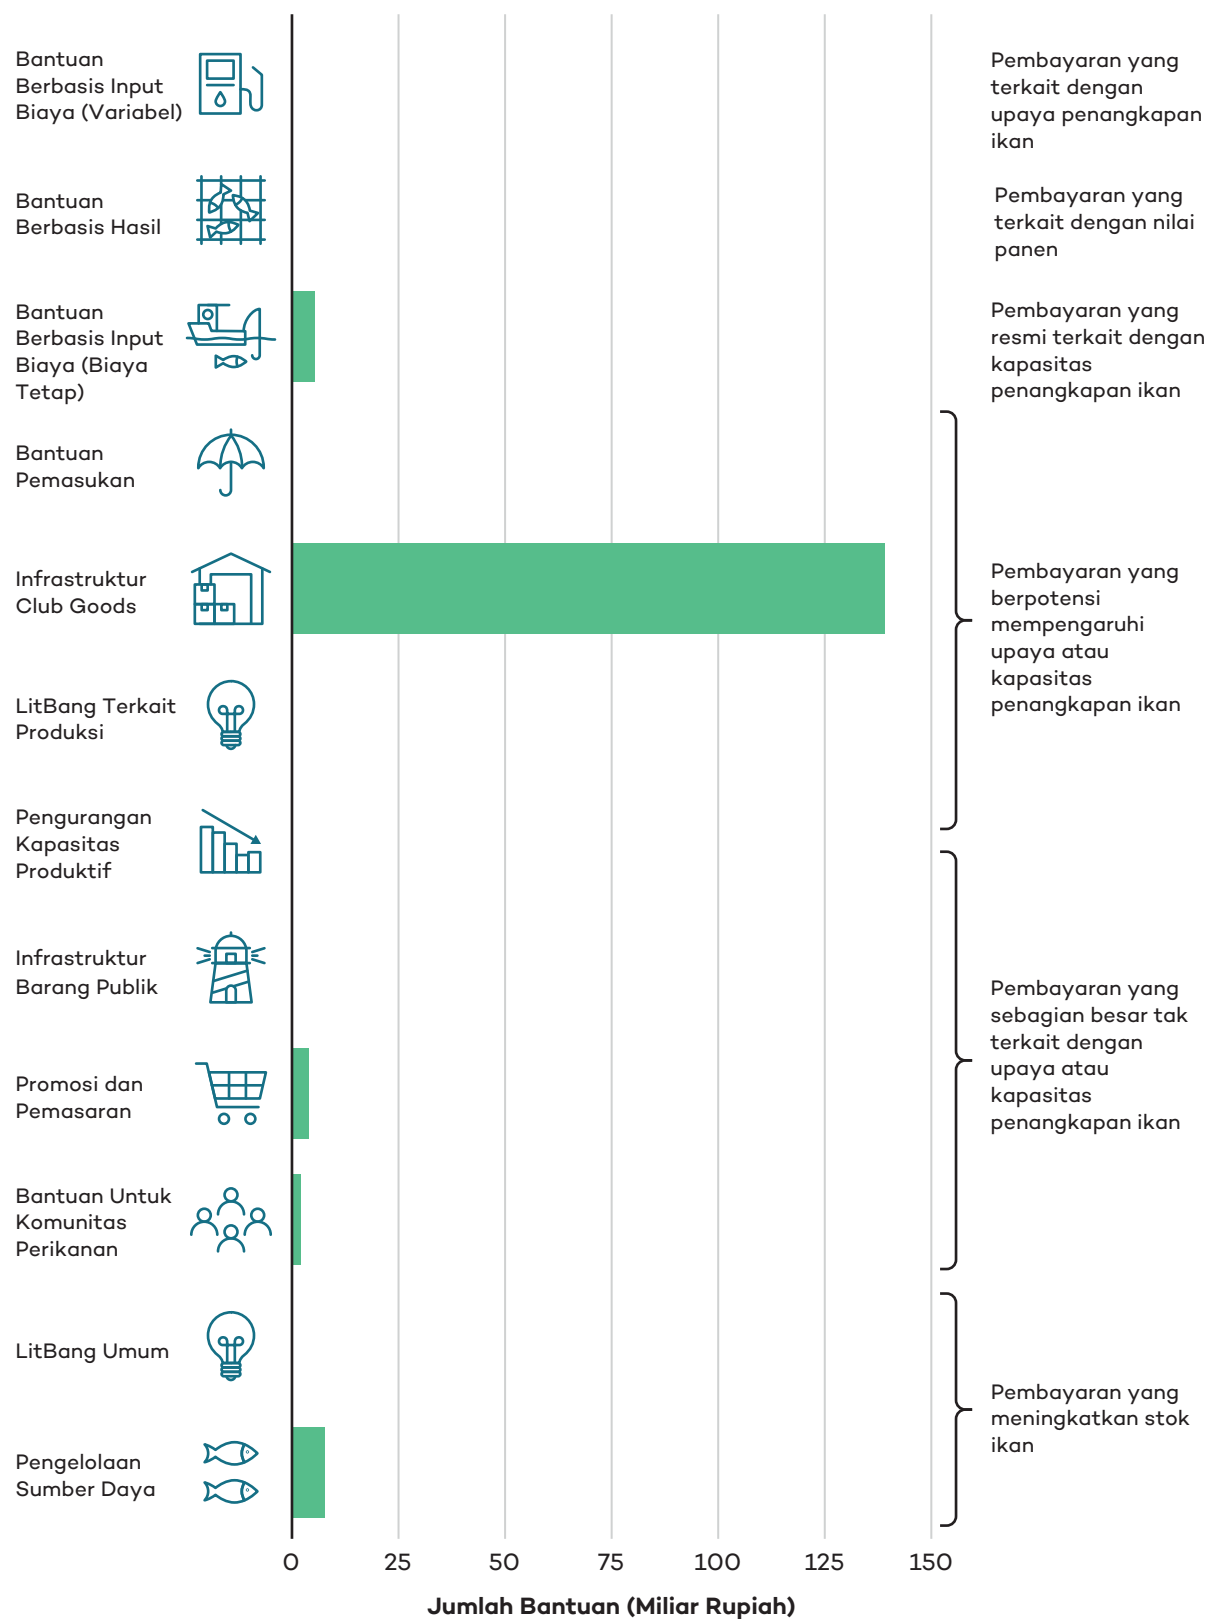 Bantuan
Berbasis Input
Biaya (Variabel)
Pembayaran yang
terkait dengan
upaya penangkapan
ikan
Bantuan
Berbasis Hasil
Pembayaran yang
terkait dengan nilai
panen
Bantuan
Berbasis Input
Biaya (Biaya
Tetap)
Pembayaran yang
resmi terkait dengan
kapasitas
penangkapan ikan
Bantuan
Pemasukan
Infrastruktur
Club Goods
LitBang Terkait
Produksi
Pembayaran yang
berpotensi
mempengaruhi
upaya atau
kapasitas
penangkapan ikan
Pengurangan
Kapasitas
Produktif
Infrastruktur
Barang Publik
Promosi dan
Pemasaran
Bantuan Untuk
Komunitas
Perikanan
Pembayaran yang
sebagian besar tak
terkait dengan
upaya atau
kapasitas
penangkapan ikan
LitBang Umum
Pengelolaan
Sumber Daya
Pembayaran yang
meningkatkan stok
ikan
0 25 50 75 100 125 150
Jumlah Bantuan (Miliar Rupiah)